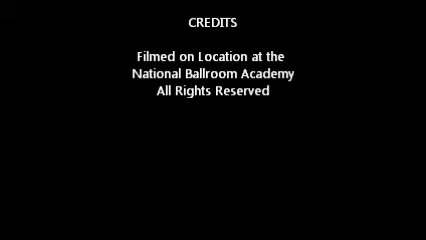 CREDITS
Filmed on Location at the
National Ballroom Academy
All Rights Reserved